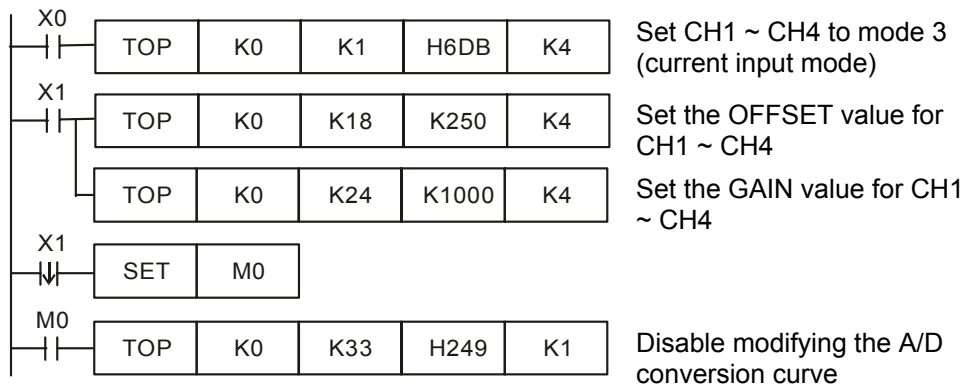 X0
TOP K0 K1 H6DB K4
Set CH1 ~ CH4 to mode 3
(current input mode)
X1
TOP K0 K18 K250 K4
Set the OFFSET value for
CH1 ~ CH4
TOP K0 K24 K1000 K4
Set the GAIN value for CH1
~ CH4
X1
SET M0
M0
TOP K0 K33 H249 K1
Disable modifying the A/D
conversion curve